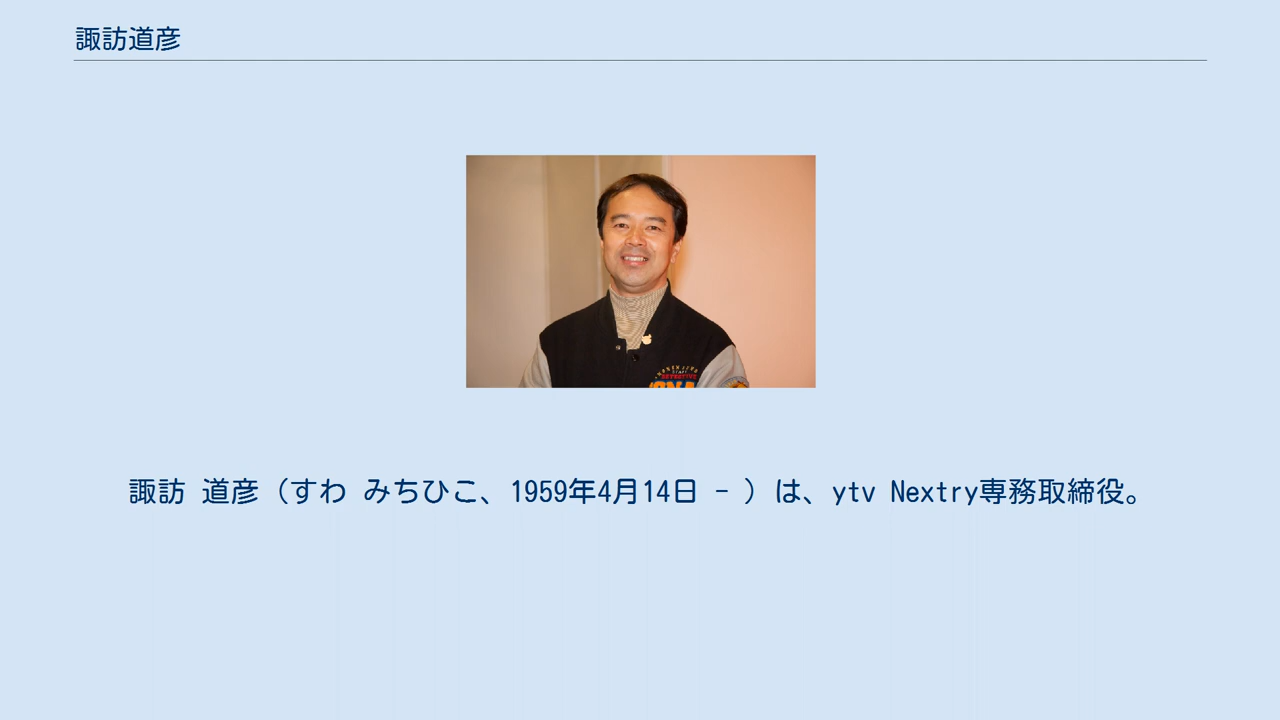 諏訪道彦
諏訪 道彦（すわ みちひこ、1959年4月14日 - ）は、ytv Nextry専務取締役。